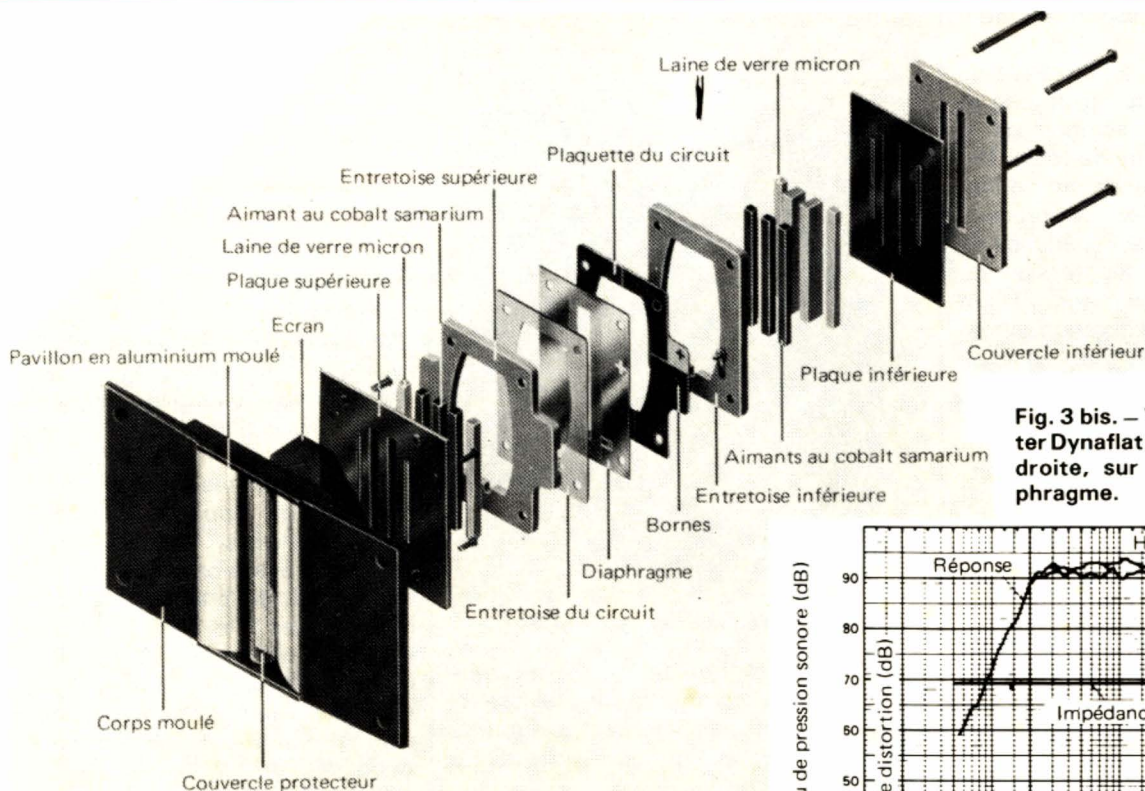 Laine de verre micron
Plaquette du circuit
Entretoise supérieure
Aimant au cobalt samarium
Laine de verre micron
Plaque supérieure
Ecran
Pavillon en aluminium moulé
Couvercle inférieur
Plaque inférieure
Aimants au cobalt samarium
Entretoise inférieure
Bornes
Diaphragme
Entretoise du circuit
Corps moulé
Couvercle protecteur
Fig. 3 bis. –
ter Dynaflat
droite, sur
phragme.
Réponse
90
80
70
60
50
de pression sonore (dB)
distortion (dB)
+